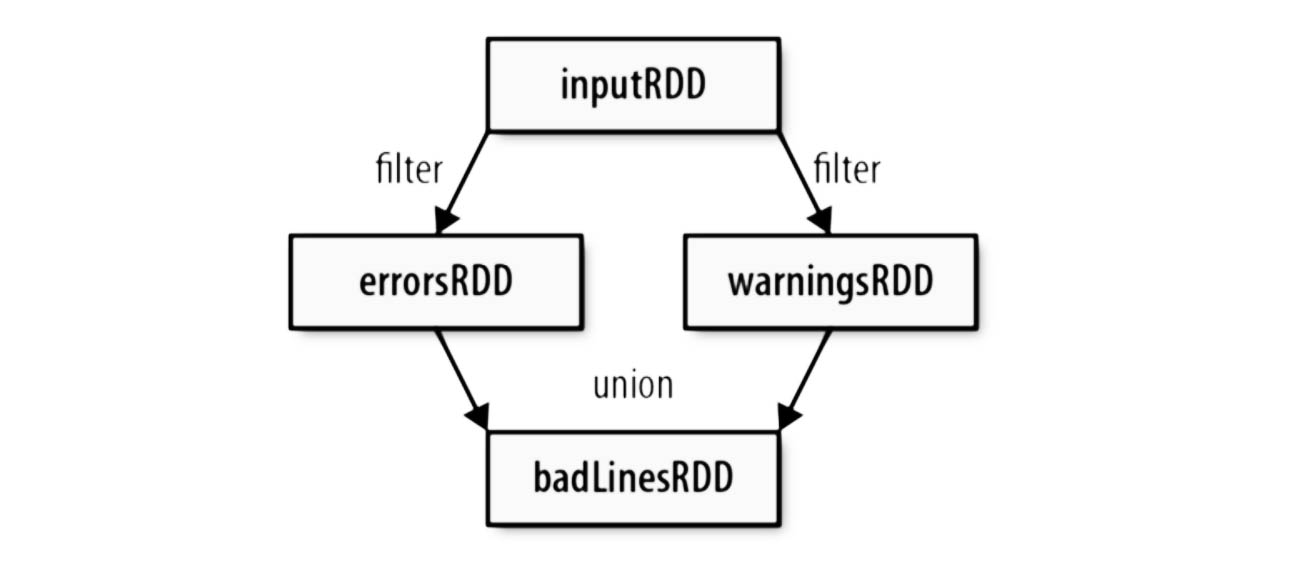 inputRDD
filter
filter
errorsRDD
warningsRDD
union
badLinesRDD